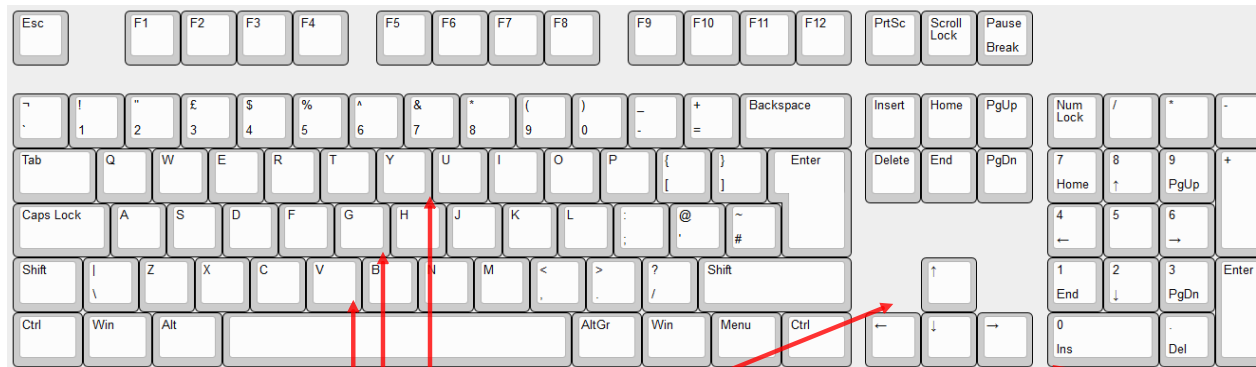 Esc F1 F2 F3 F4 F5 F6 F7 F8 F9 F10 F11 F12 PrtSc Scroll Lock Pause Break
¬ ! " £ $ % ^ & * ( ) _ + Backspace Insert Home PgUp Num Lock / * -
` 1 2 3 4 5 6 7 8 9 0 - =
Tab Q W E R T Y U I O P { } Enter Delete End PgDn 7 8 9 +
[ ] Home ↑ PgUp
Caps Lock A S D F G H J K L : @ ~ 4 5 6
; ' # ← →
Shift | Z X C V B N M < > ? Shift ↑ 1 2 3 Enter
\ , . / End ↓ PgDn
Ctrl Win Alt AltGr Win Menu Ctrl ← ↓ → 0 .
Ins Del